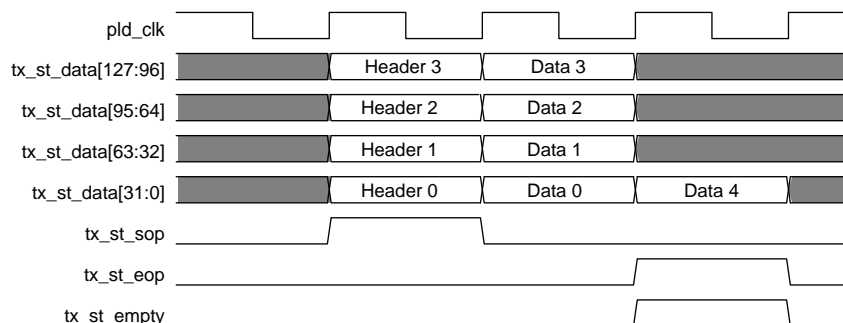 pld_clk
tx_st_data[127:96] Header 3 Data 3
tx_st_data[95:64] Header 2 Data 2
tx_st_data[63:32] Header 1 Data 1
tx_st_data[31:0] Header 0 Data 0 Data 4
tx_st_sop
tx_st_eop
tx_st_empty